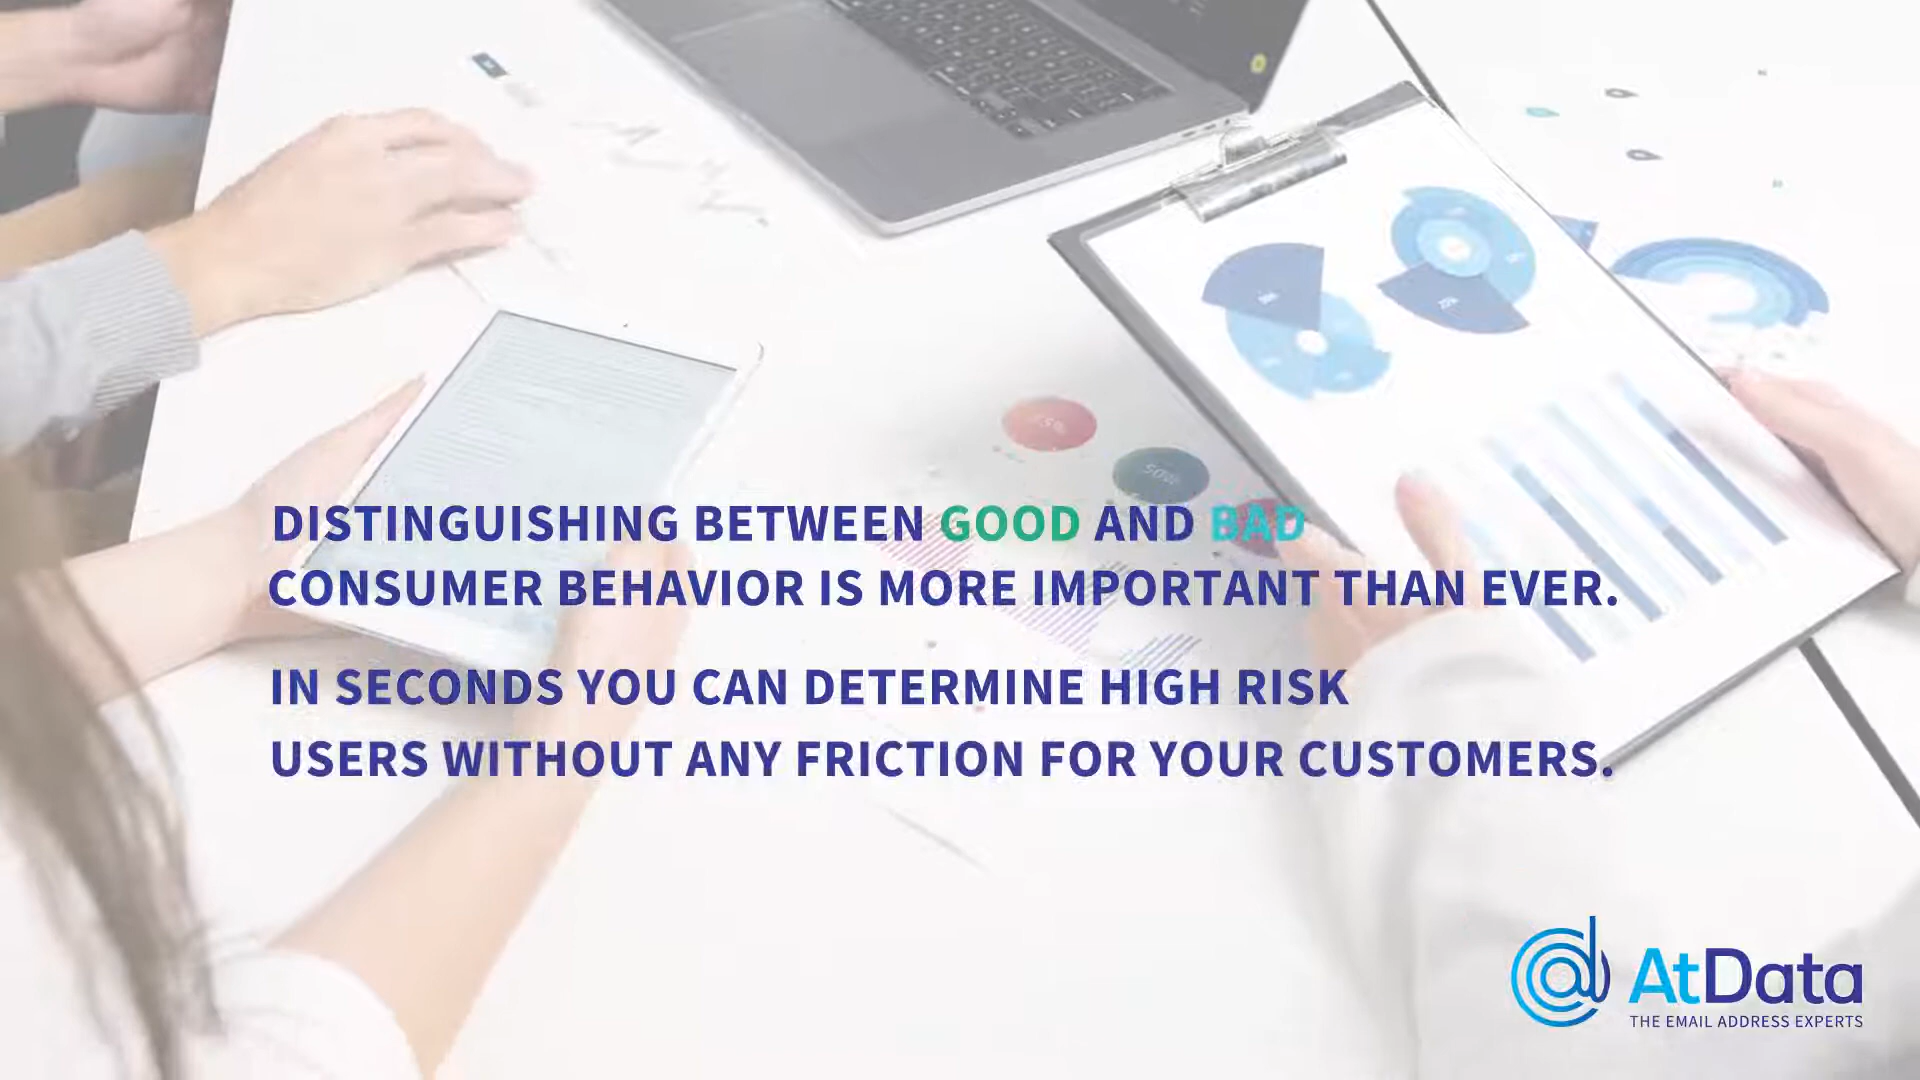 DISTINGUISHING BETWEEN GOOD AND BAD
CONSUMER BEHAVIOR IS MORE IMPORTANT THAN EVER.
IN SECONDS YOU CAN DETERMINE HIGH RISK
USERS WITHOUT ANY FRICTION FOR YOUR CUSTOMERS.
AtData
THE EMAIL ADDRESS EXPERTS